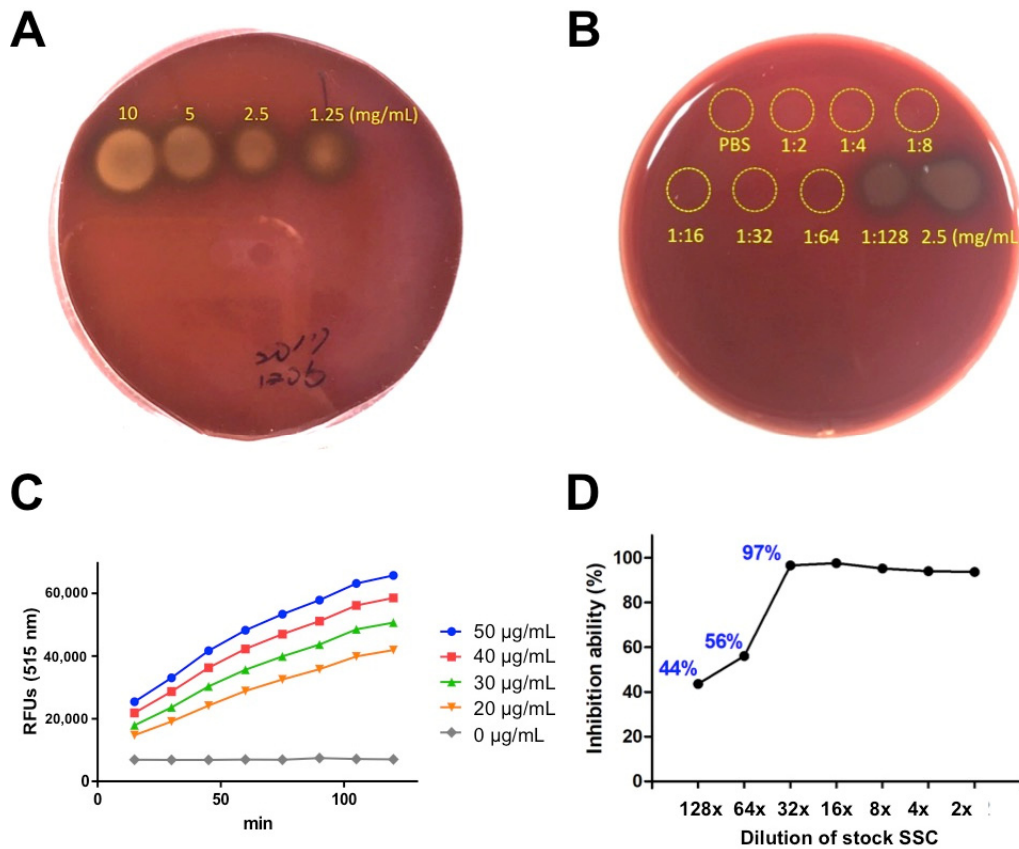 A
10 5 2.5 1.25 (mg/mL)
2017
1205
B
PBS 1:2 1:4 1:8
1:16 1:32 1:64 1:128 2.5 (mg/mL
C
RFUs (515 nm)
60,000
40,000
20,000
0
0 50 100
min
50 µg/mL
40 µg/mL
30 µg/mL
20 µg/mL
0 µg/mL
D
Inhibition ability (%)
100
80
60
40
20
0
44%
56%
97%
128x 64x 32x 16x 8x 4x 2x
Dilution of stock SSC